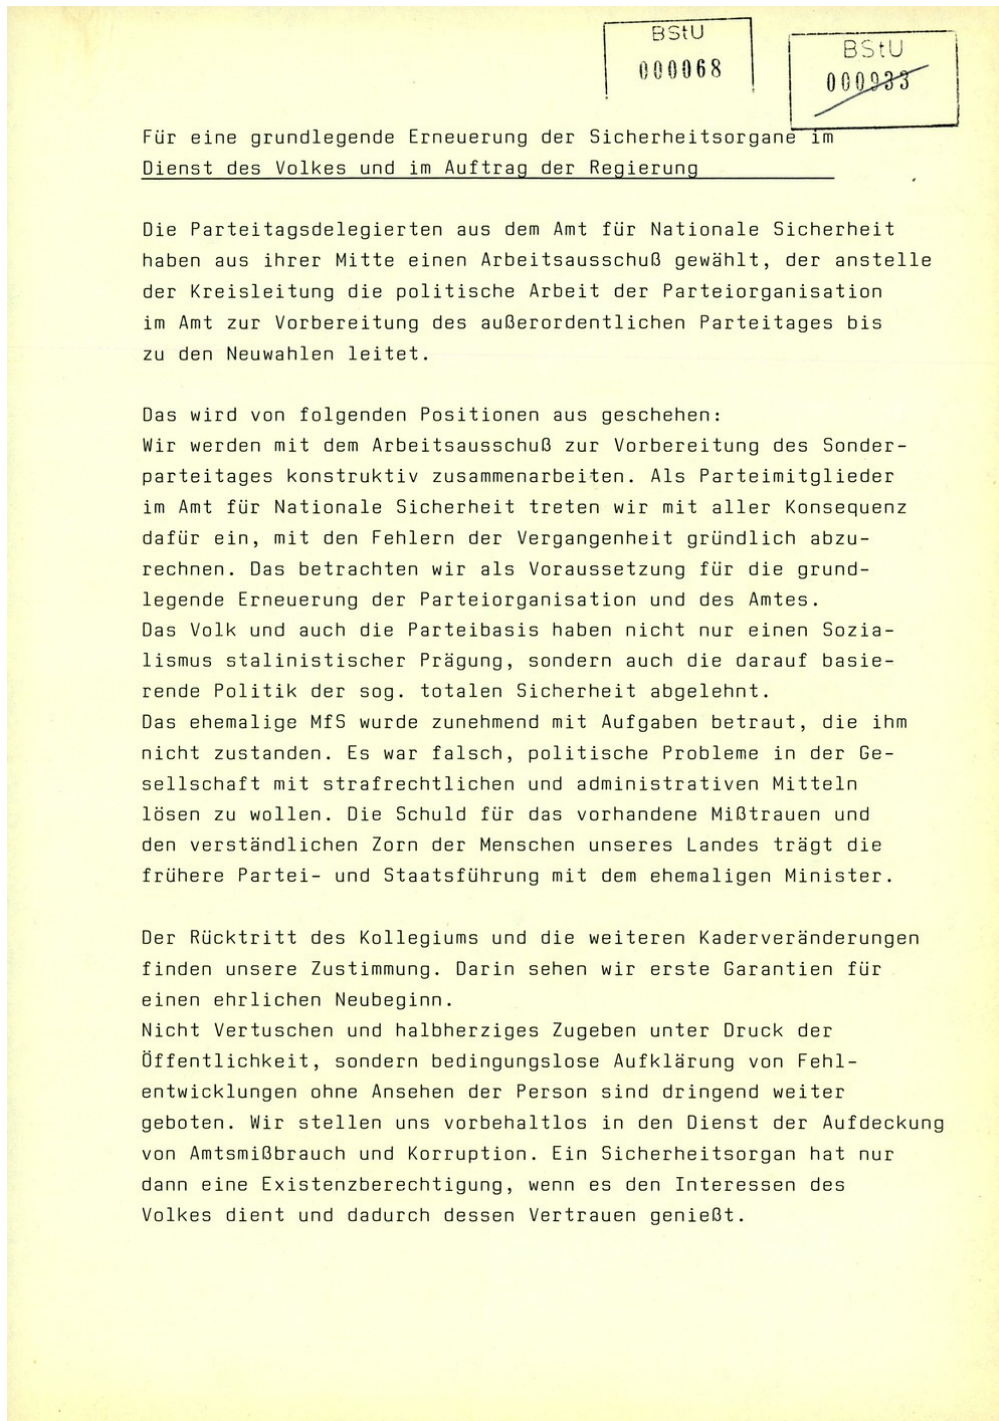 BStU
000068
BStU
000933
Für eine grundlegende Erneuerung der Sicherheitsorgane im
Dienst des Volkes und im Auftrag der Regierung
Die Parteitagsdelegierten aus dem Amt für Nationale Sicherheit
haben aus ihrer Mitte einen Arbeitsausschuß gewählt, der anstelle
der Kreisleitung die politische Arbeit der Parteiorganisation
im Amt zur Vorbereitung des außerordentlichen Parteitages bis
zu den Neuwahlen leitet.
Das wird von folgenden Positionen aus geschehen:
Wir werden mit dem Arbeitsausschuß zur Vorbereitung des Sonder-
parteitages konstruktiv zusammenarbeiten. Als Parteimitglieder
im Amt für Nationale Sicherheit treten wir mit aller Konsequenz
dafür ein, mit den Fehlern der Vergangenheit gründlich abzu-
rechnen. Das betrachten wir als Voraussetzung für die grund-
legende Erneuerung der Parteiorganisation und des Amtes.
Das Volk und auch die Parteibasis haben nicht nur einen Sozia-
lismus stalinistischer Prägung, sondern auch die darauf basie-
rende Politik der sog. totalen Sicherheit abgelehnt.
Das ehemalige MfS wurde zunehmend mit Aufgaben betraut, die ihm
nicht zustanden. Es war falsch, politische Probleme in der Ge-
sellschaft mit strafrechtlichen und administrativen Mitteln
lösen zu wollen. Die Schuld für das vorhandene Mißtrauen und
den verständlichen Zorn der Menschen unseres Landes trägt die
frühere Partei- und Staatsführung mit dem ehemaligen Minister.
Der Rücktritt des Kollegiums und die weiteren Kaderveränderungen
finden unsere Zustimmung. Darin sehen wir erste Garantien für
einen ehrlichen Neubeginn.
Nicht Vertuschen und halbherziges Zugeben unter Druck der
Öffentlichkeit, sondern bedingungslose Aufklärung von Fehl-
entwicklungen ohne Ansehen der Person sind dringend weiter
geboten. Wir stellen uns vorbehaltlos in den Dienst der Aufdeckung
von Amtsmißbrauch und Korruption. Ein Sicherheitsorgan hat nur
dann eine Existenzberechtigung, wenn es den Interessen des
Volkes dient und dadurch dessen Vertrauen genießt.